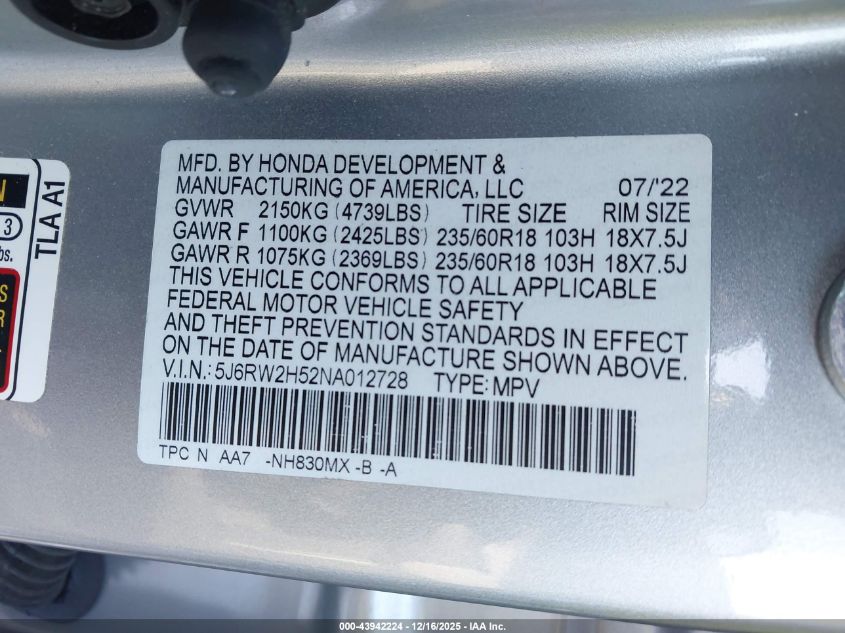 MFD. BY HONDA DEVELOPMENT &
MANUFACTURING OF AMERICA, LLC 07/'22
GVWR 2150KG (4739LBS) TIRE SIZE RIM SIZE
GAWR F 1100KG (2425LBS) 235/60R18 103H 18X7.5J
GAWR R 1075KG (2369LBS) 235/60R18 103H 18X7.5J
THIS VEHICLE CONFORMS TO ALL APPLICABLE
FEDERAL MOTOR VEHICLE SAFETY
AND THEFT PREVENTION STANDARDS IN EFFECT
ON THE DATE OF MANUFACTURE SHOWN ABOVE.
V.I.N.: 5J6RW2H52NA012728 TYPE: MPV
TPC N AA7 -NH830MX -B -A
TLA A1
N
3
bs.
S
R
000-43942224 - 12/16/2025 - IAA Inc.